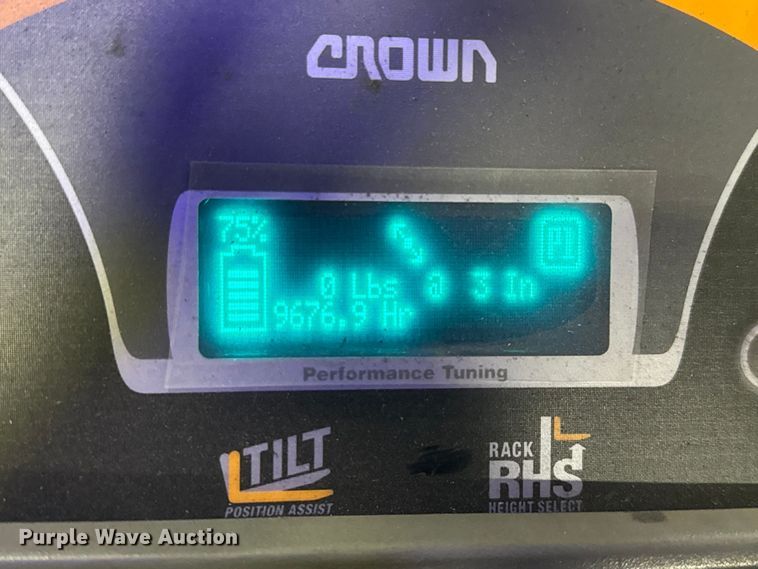 CROWN
75%
P1
0 Lbs @ 3 In
9676.9 Hr
Performance Tuning
TILT
POSITION ASSIST
RACK
RHS
HEIGHT SELECT
Purple Wave Auction